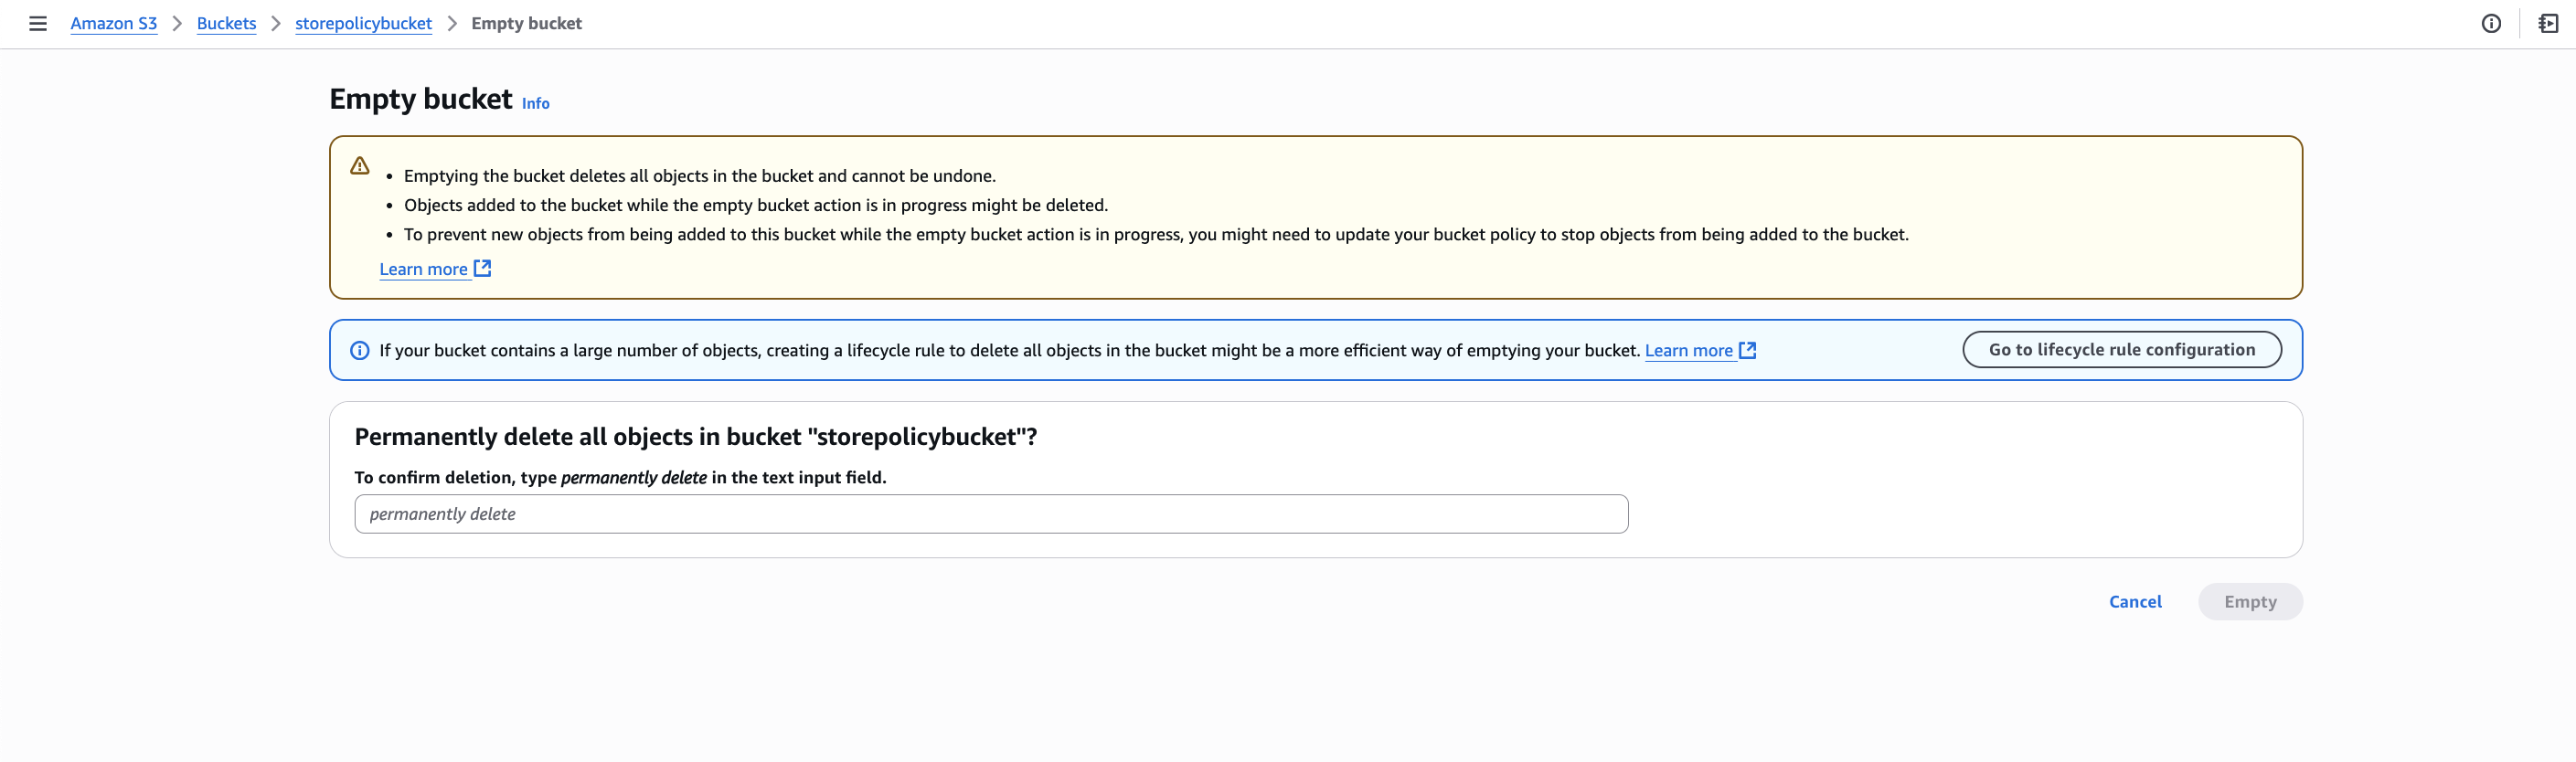 Amazon S3 > Buckets > storepolicybucket > Empty bucket
Empty bucket Info
• Emptying the bucket deletes all objects in the bucket and cannot be undone.
• Objects added to the bucket while the empty bucket action is in progress might be deleted.
• To prevent new objects from being added to this bucket while the empty bucket action is in progress, you might need to update your bucket policy to stop objects from being added to the bucket.
Learn more
If your bucket contains a large number of objects, creating a lifecycle rule to delete all objects in the bucket might be a more efficient way of emptying your bucket. Learn more
Go to lifecycle rule configuration
Permanently delete all objects in bucket "storepolicybucket"?
To confirm deletion, type permanently delete in the text input field.
permanently delete
Cancel
Empty